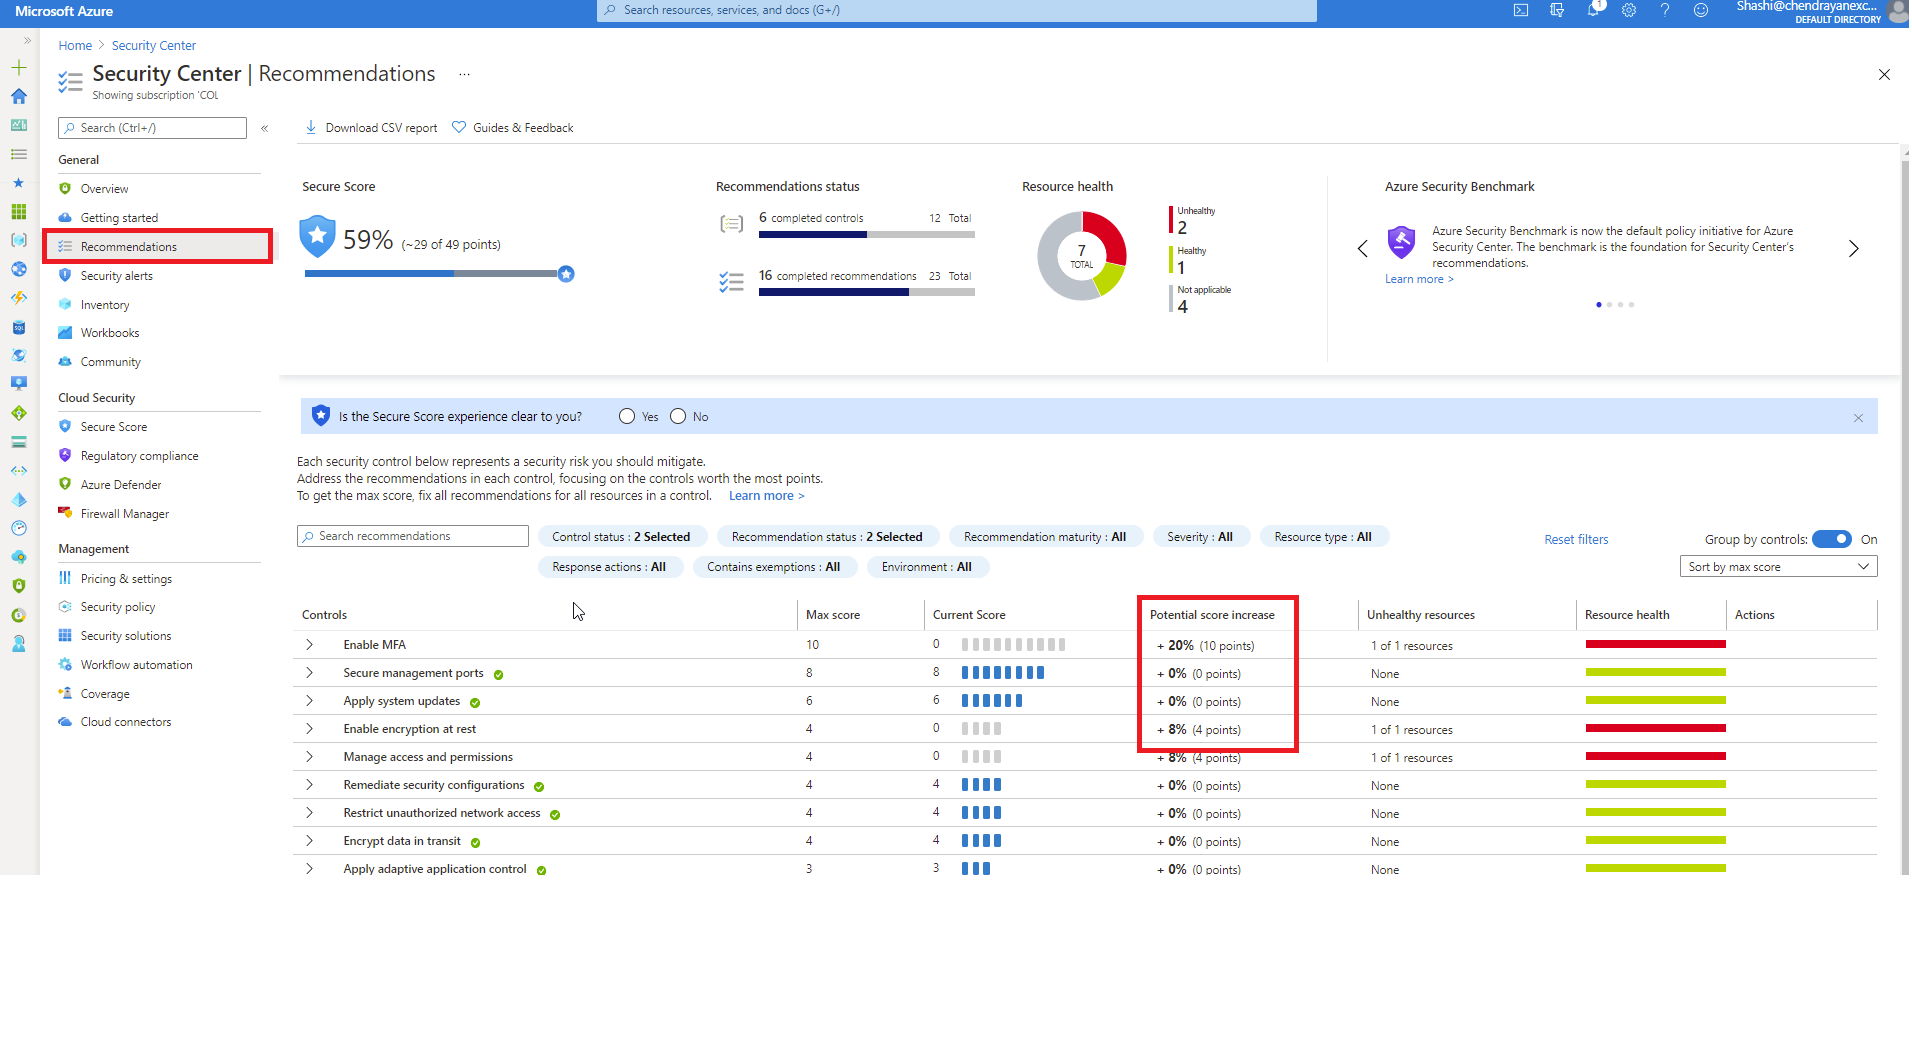 Microsoft Azure
Search resources, services, and docs (G+/)
1
Shashi@chendrayanexc...
DEFAULT DIRECTORY
Home > Security Center
Security Center | Recommendations ...
Showing subscription 'COL
Search (Ctrl+/)
«
General
Overview
Getting started
Recommendations
Security alerts
Inventory
Workbooks
Community
Cloud Security
Secure Score
Regulatory compliance
Azure Defender
Firewall Manager
Management
Pricing & settings
Security policy
Security solutions
Workflow automation
Coverage
Cloud connectors
Download CSV report
Guides & Feedback
Secure Score
59% (~29 of 49 points)
Recommendations status
6 completed controls 12 Total
16 completed recommendations 23 Total
Resource health
7
TOTAL
Unhealthy
2
Healthy
1
Not applicable
4
Azure Security Benchmark
Azure Security Benchmark is now the default policy initiative for Azure
Security Center. The benchmark is the foundation for Security Center's
recommendations.
Learn more >
Is the Secure Score experience clear to you? Yes No
Each security control below represents a security risk you should mitigate.
Address the recommendations in each control, focusing on the controls worth the most points.
To get the max score, fix all recommendations for all resources in a control. Learn more >
Search recommendations
Control status : 2 Selected
Recommendation status : 2 Selected
Recommendation maturity : All
Severity : All
Resource type : All
Reset filters
Group by controls: On
Response actions : All
Contains exemptions : All
Environment : All
Sort by max score
Controls Max score Current Score Potential score increase Unhealthy resources Resource health Actions
Enable MFA 10 0 + 20% (10 points) 1 of 1 resources
Secure management ports 8 8 + 0% (0 points) None
Apply system updates 6 6 + 0% (0 points) None
Enable encryption at rest 4 0 + 8% (4 points) 1 of 1 resources
Manage access and permissions 4 0 + 8% (4 points) 1 of 1 resources
Remediate security configurations 4 4 + 0% (0 points) None
Restrict unauthorized network access 4 4 + 0% (0 points) None
Encrypt data in transit 4 4 + 0% (0 points) None
Apply adaptive application control 3 3 + 0% (0 points) None